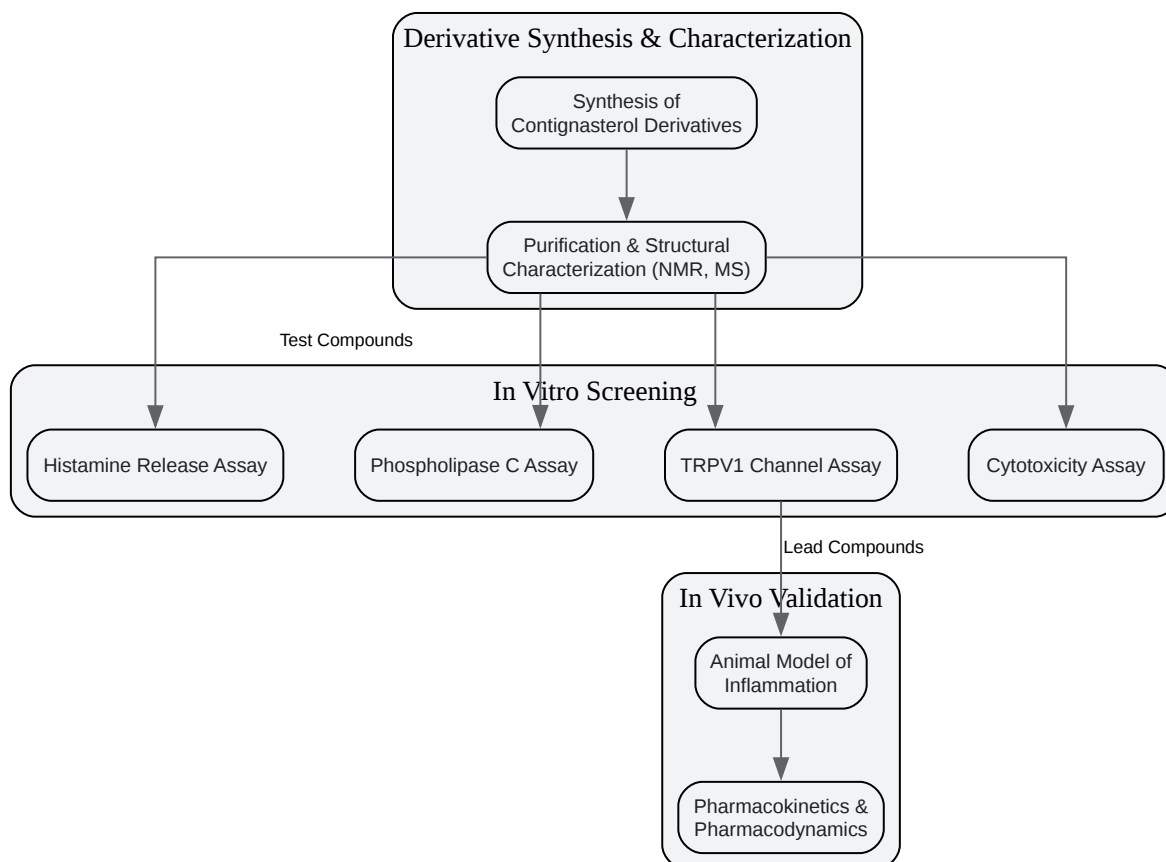 Derivative Synthesis & Characterization
Synthesis of
Contignasterol Derivatives
Purification & Structural
Characterization (NMR, MS)
Test Compounds
In Vitro Screening
Histamine Release Assay
Phospholipase C Assay
TRPV1 Channel Assay
Cytotoxicity Assay
Lead Compounds
In Vivo Validation
Animal Model of
Inflammation
Pharmacokinetics &
Pharmacodynamics